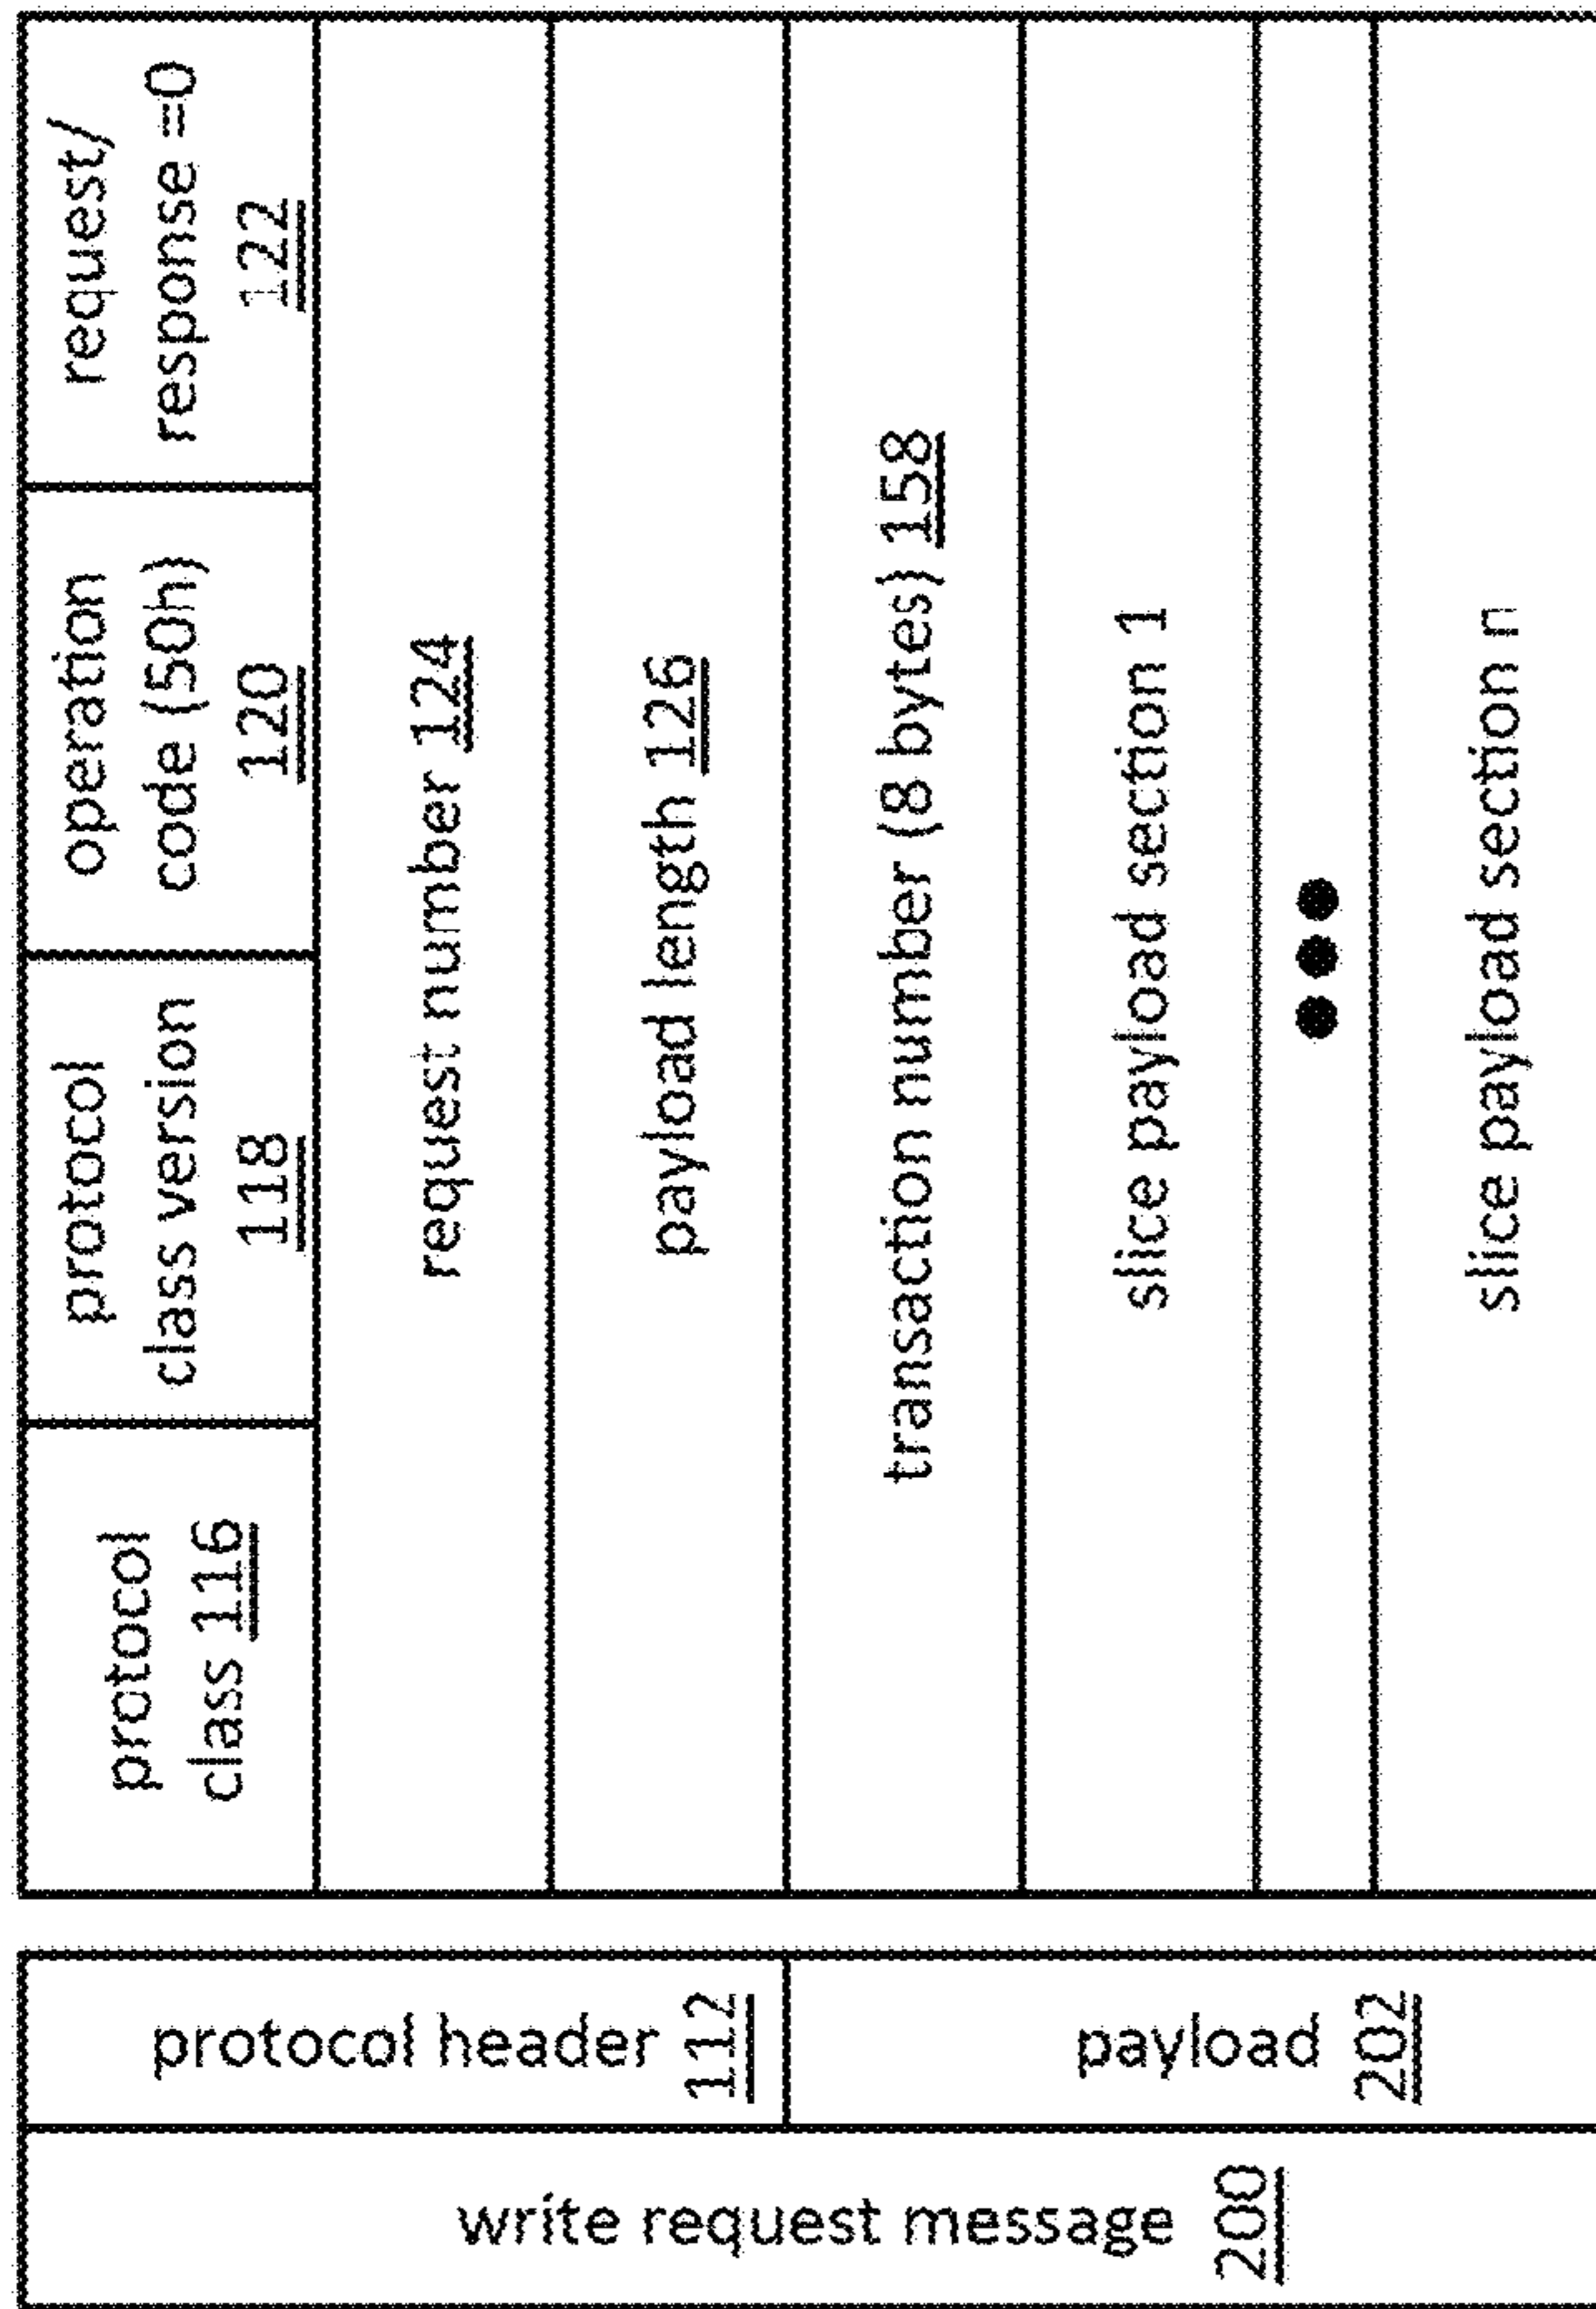 write request message 200
protocol header 112
payload 202
protocol
class 116
protocol
class version
118
operation
code (50h)
120
request/
response =0
122
request number 124
payload length 126
transaction number (8 bytes) 158
slice payload section 1
slice payload section n